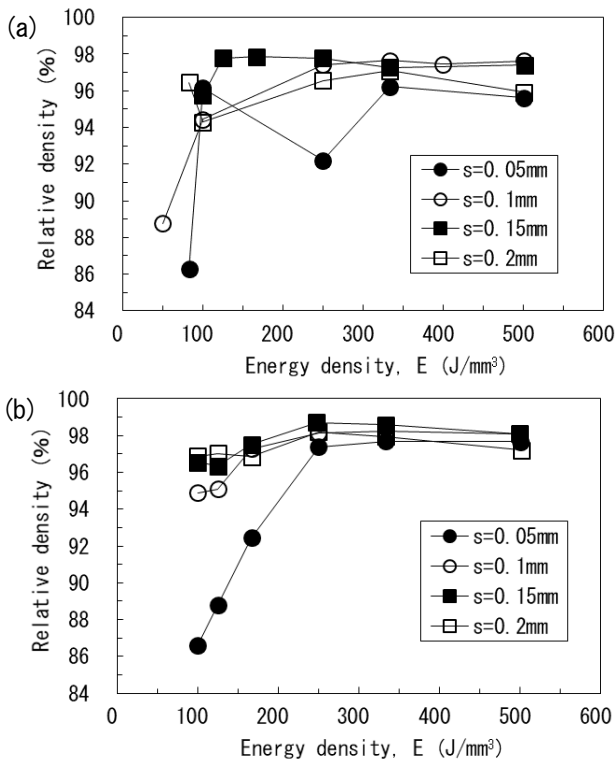 (a)
100
98
96
94
92
90
88
86
84
Relative density (%)
s=0.05mm
s=0.1mm
s=0.15mm
s=0.2mm
0 100 200 300 400 500 600
Energy density, E (J/mm³)
(b)
100
98
96
94
92
90
88
86
84
Relative density (%)
s=0.05mm
s=0.1mm
s=0.15mm
s=0.2mm
0 100 200 300 400 500 600
Energy density, E (J/mm³)